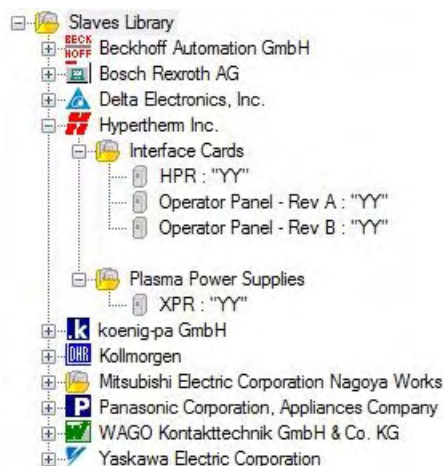 Slaves Library
BECK
HOFF
Beckhoff Automation GmbH
Bosch Rexroth AG
Delta Electronics, Inc.
Hypertherm Inc.
Interface Cards
HPR : "YY"
Operator Panel - Rev A : "YY"
Operator Panel - Rev B : "YY"
Plasma Power Supplies
XPR : "YY"
.k koenig-pa GmbH
Kollmorgen
Mitsubishi Electric Corporation Nagoya Works
P Panasonic Corporation, Appliances Company
WAGO Kontakttechnik GmbH & Co. KG
Yaskawa Electric Corporation